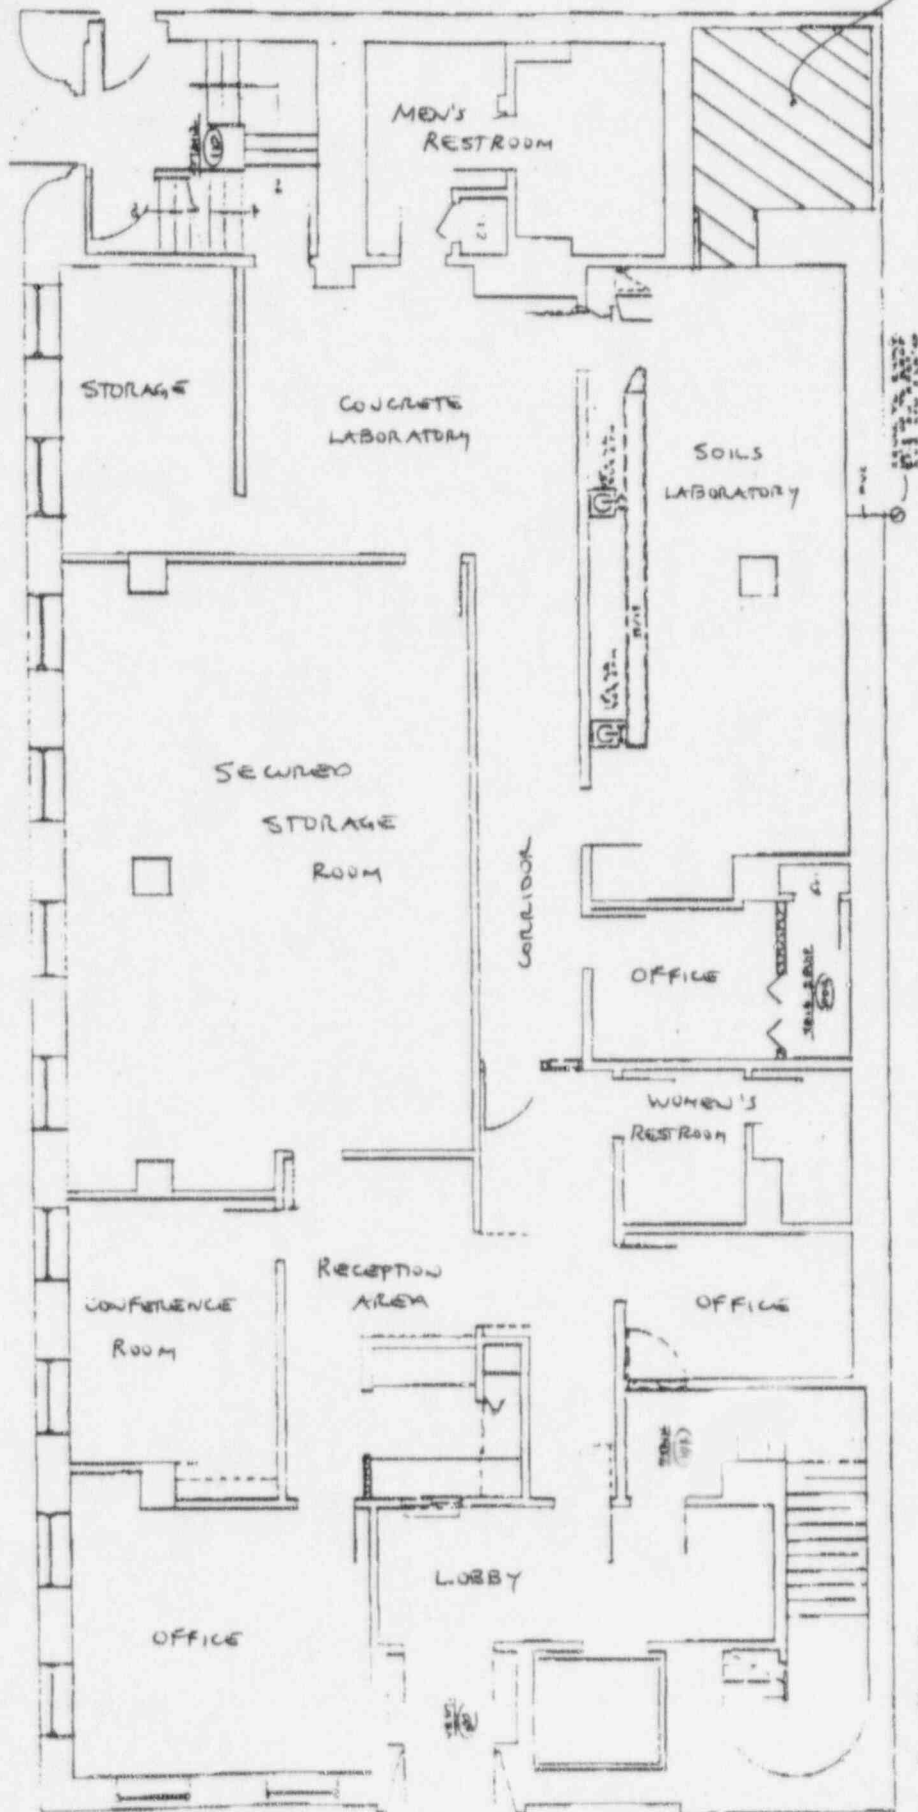 MEN'S
RESTROOM
STORAGE
CONCRETE
LABORATORY
SOILS
LABORATORY
SECURED
STORAGE
ROOM
CORRIDOR
OFFICE
WOMEN'S
RESTROOM
RECEPTION
AREA
CONFERENCE
ROOM
OFFICE
LOBBY
OFFICE